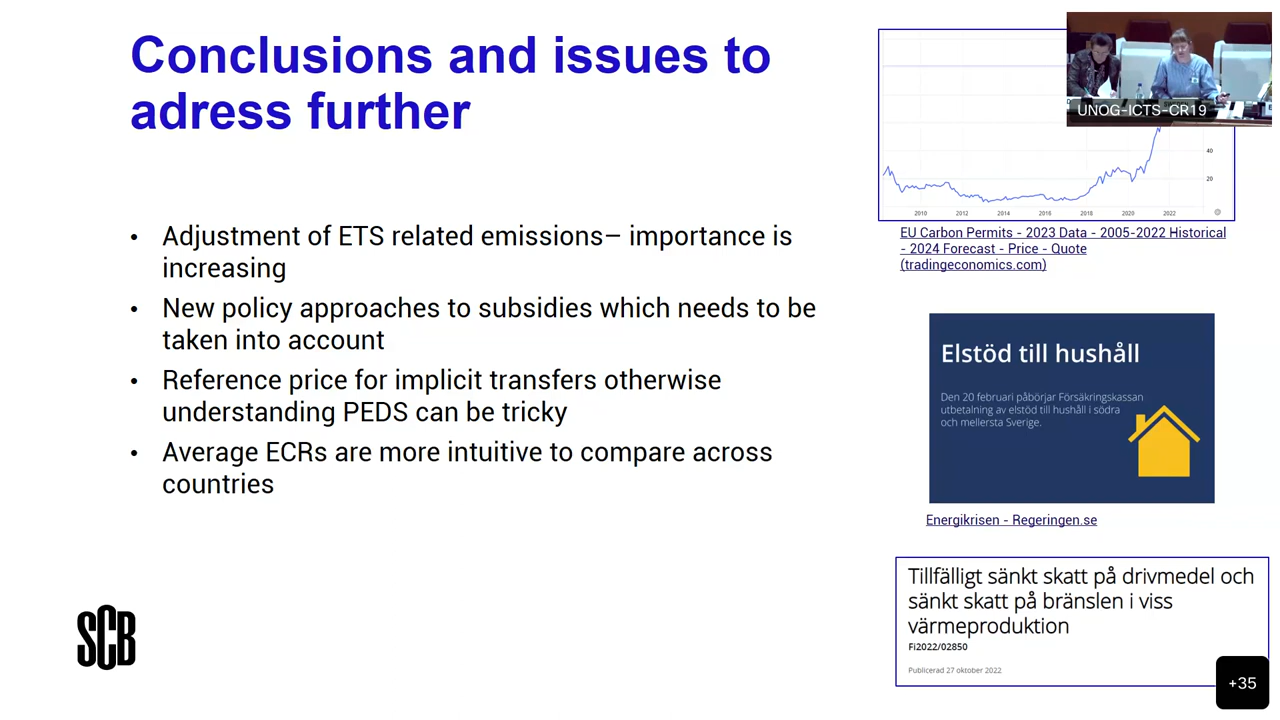 Conclusions and issues to
adress further
• Adjustment of ETS related emissions– importance is
increasing
• New policy approaches to subsidies which needs to be
taken into account
• Reference price for implicit transfers otherwise
understanding PEDS can be tricky
• Average ECRs are more intuitive to compare across
countries
SCB
UNOG-ICTS-CR19
40
20
2010 2012 2014 2016 2018 2020 2022
EU Carbon Permits - 2023 Data - 2005-2022 Historical
- 2024 Forecast - Price - Quote
(tradingeconomics.com)
Elstöd till hushåll
Den 20 februari påbörjar Försäkringskassan
utbetalning av elstöd till hushåll i södra
och mellersta Sverige.
Energikrisen - Regeringen.se
Tillfälligt sänkt skatt på drivmedel och
sänkt skatt på bränslen i viss
värmeproduktion
Fi2022/02850
Publicerad 27 oktober 2022
+35